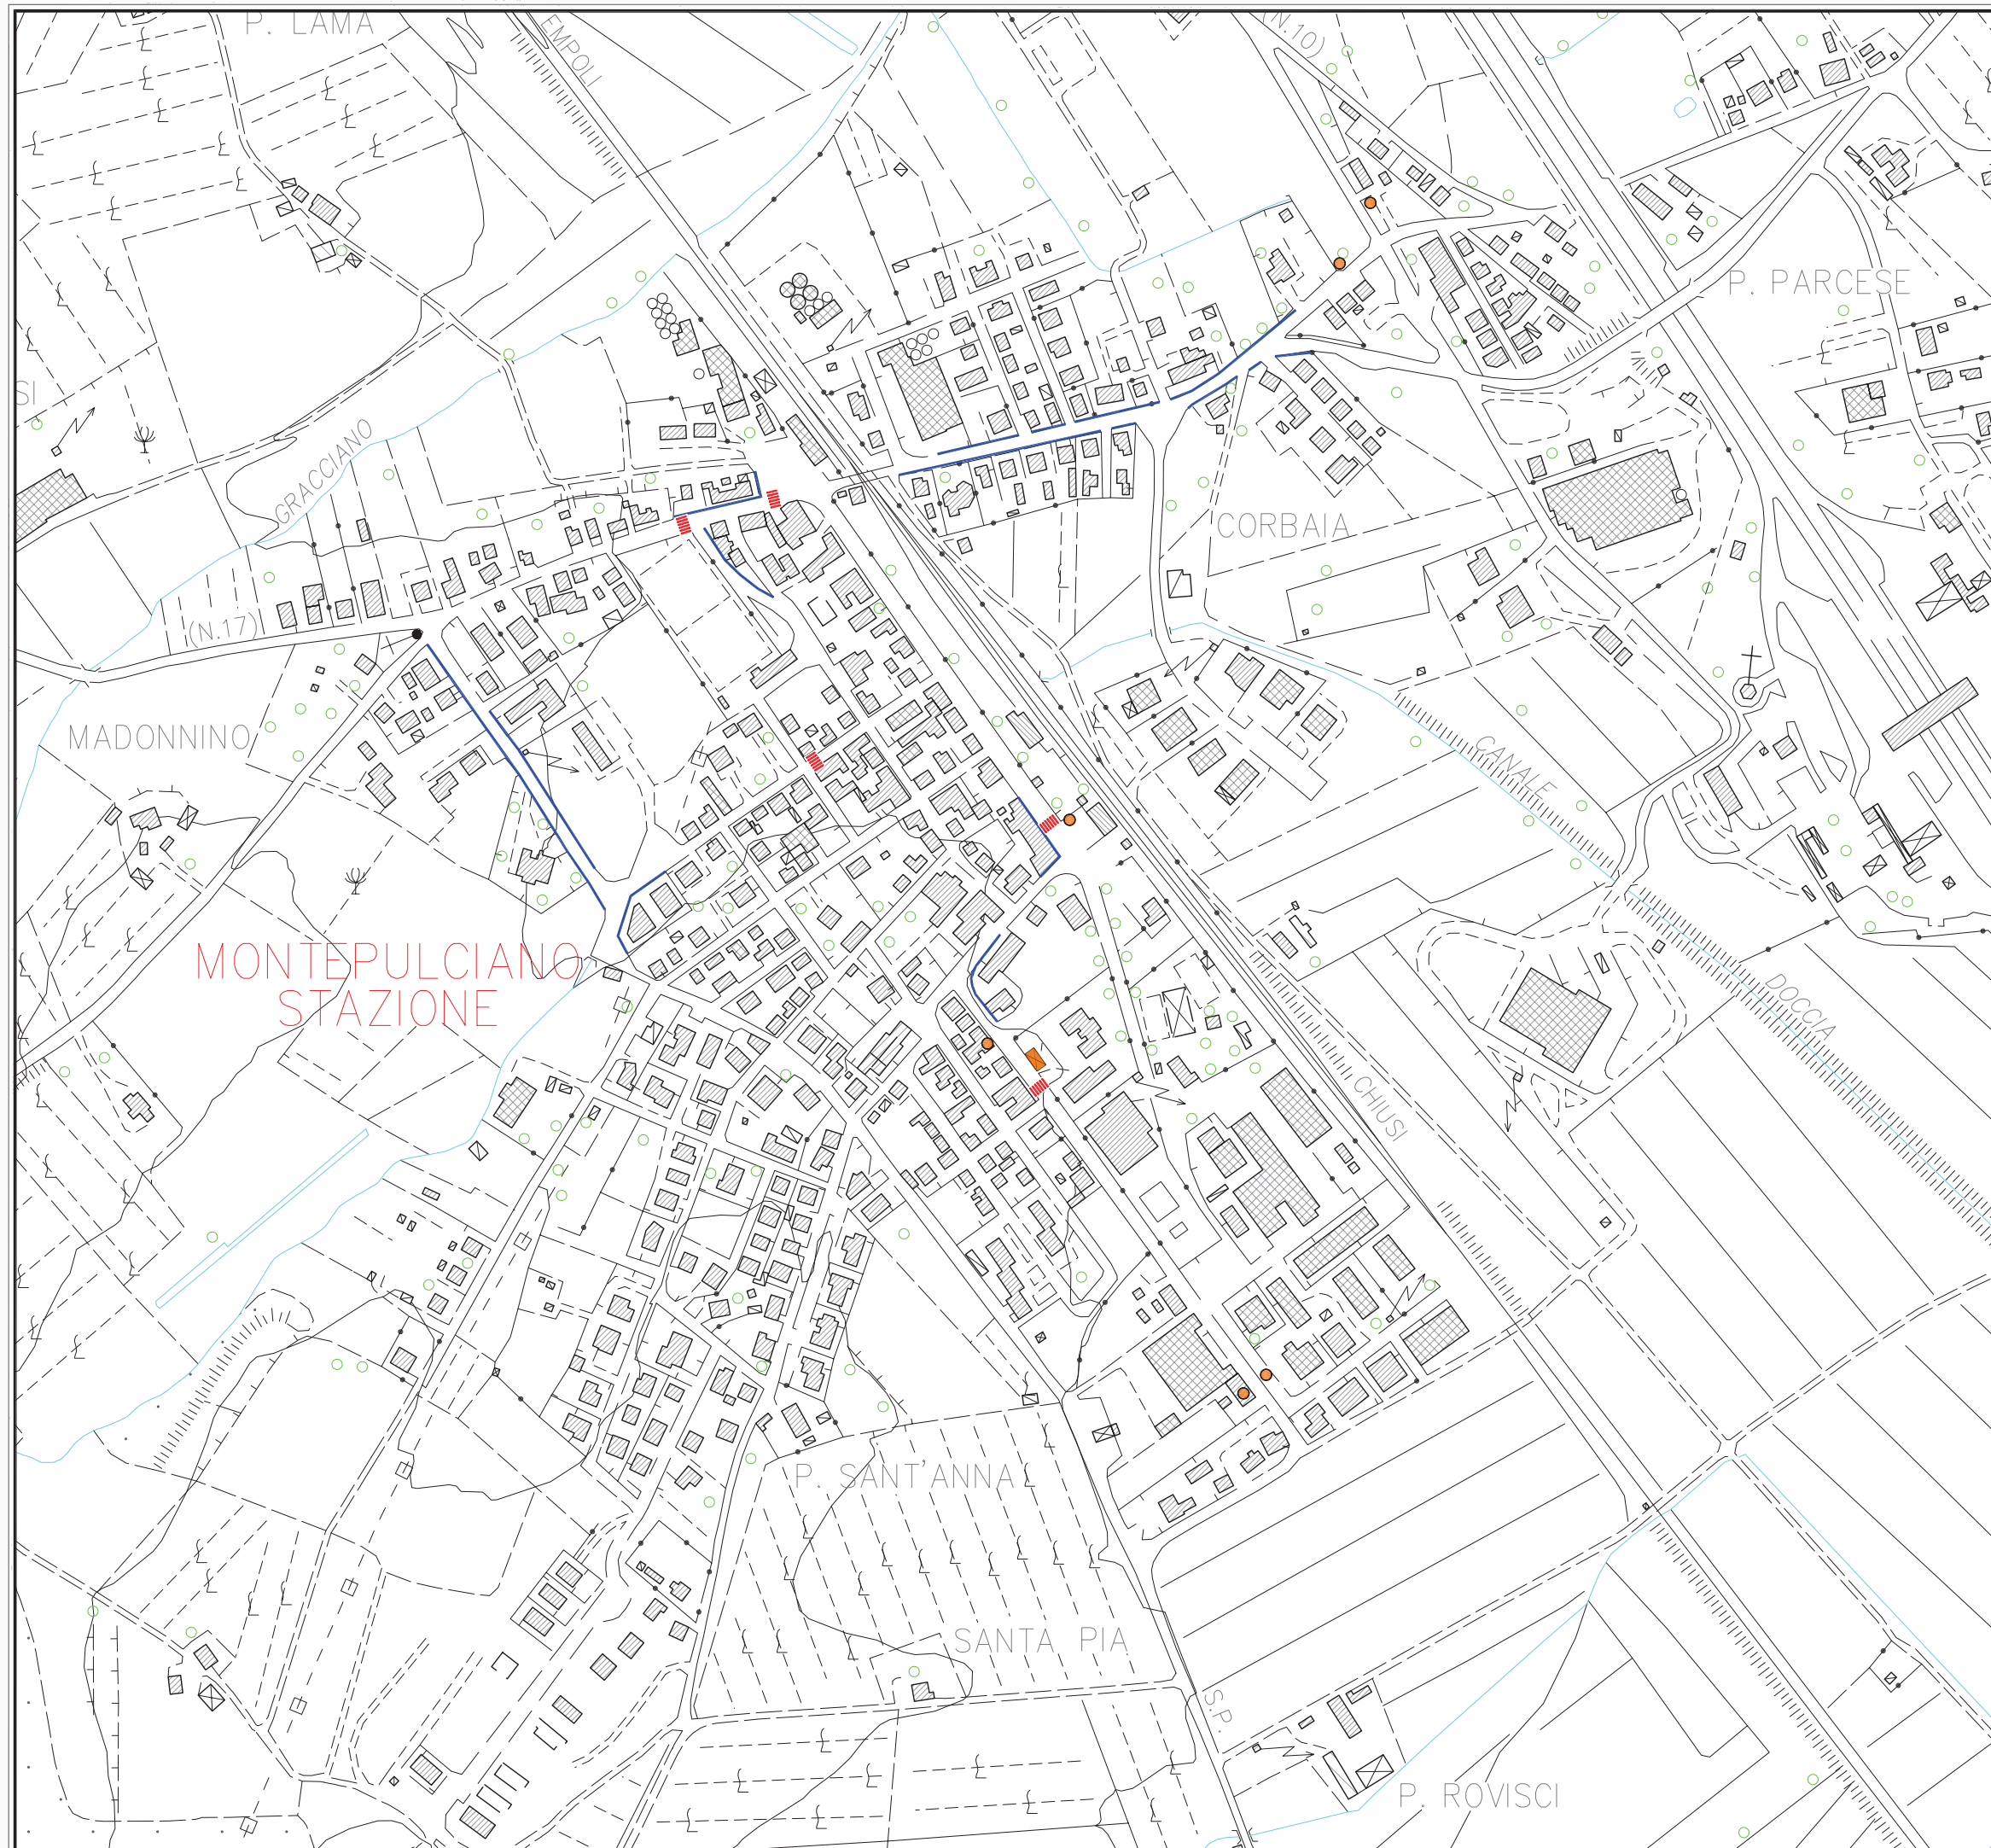 P. LAMA
EMPOLI
(N.10)
P. PARCESE
SI
GRACCIANO
CORBAIA
(N.17)
MADONNINO
CANALE
MONTEPULCIANO
STAZIONE
DOCCIA
CHIUSI
P. SANT'ANNA
SANTA PIA
S.P.
P. ROVISCI